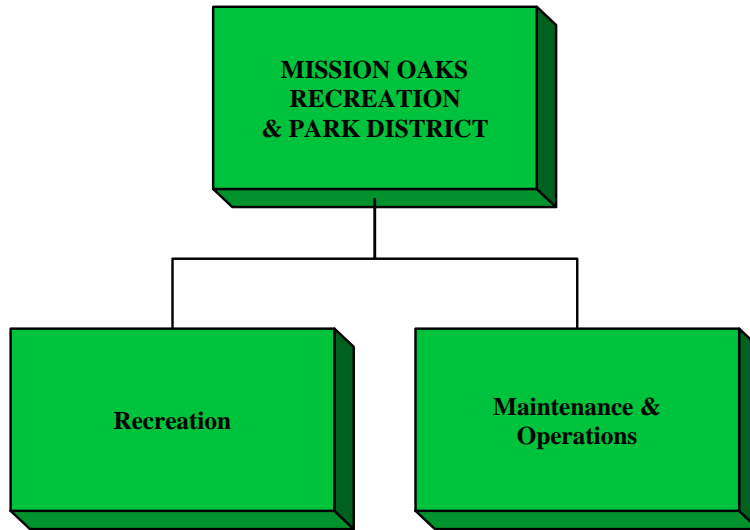 MISSION OAKS
RECREATION
& PARK DISTRICT
Recreation
Maintenance &
Operations